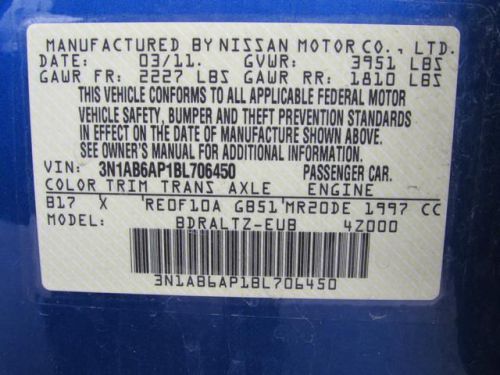 MANUFACTURED BY NISSAN MOTOR CO., LTD.
DATE: 03/11. GVWR: 3951 LBS
GAWR FR: 2227 LBS GAWR RR: 1810 LBS
THIS VEHICLE CONFORMS TO ALL APPLICABLE FEDERAL MOTOR
VEHICLE SAFETY, BUMPER AND THEFT PREVENTION STANDARDS
IN EFFECT ON THE DATE OF MANUFACTURE SHOWN ABOVE.
SEE OWNER'S MANUAL FOR ADDITIONAL INFORMATION
VIN: 3N1AB6AP1BL706450 PASSENGER CAR.
COLOR TRIM TRANS AXLE ENGINE
B17 X 'RE0F10A GB51'MR20DE 1997 CC
MODEL: BDRALTZ-EUB 4Z000
3N1AB6AP1BL706450